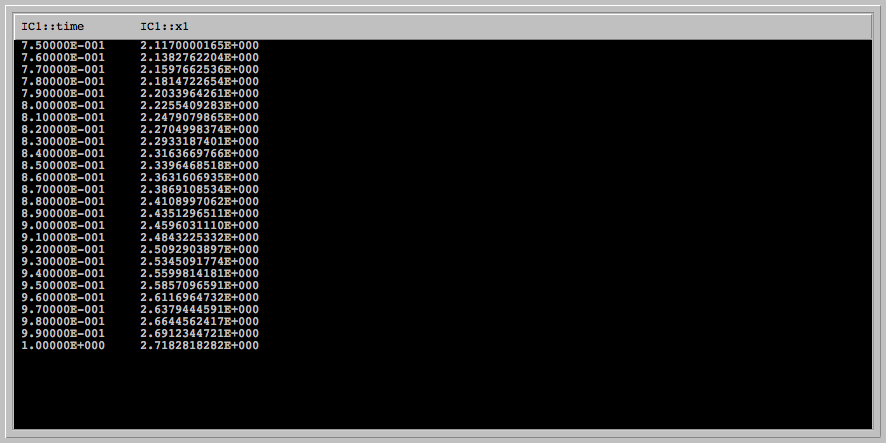 IC1::time IC1::x1
7.50000E-001 2.1170000165E+000
7.60000E-001 2.1382762204E+000
7.70000E-001 2.1597662536E+000
7.80000E-001 2.1814722654E+000
7.90000E-001 2.2033964261E+000
8.00000E-001 2.2255409283E+000
8.10000E-001 2.2479079865E+000
8.20000E-001 2.2704998374E+000
8.30000E-001 2.2933187401E+000
8.40000E-001 2.3163669766E+000
8.50000E-001 2.3396468518E+000
8.60000E-001 2.3631606935E+000
8.70000E-001 2.3869108534E+000
8.80000E-001 2.4108997062E+000
8.90000E-001 2.4351296511E+000
9.00000E-001 2.4596031110E+000
9.10000E-001 2.4843225332E+000
9.20000E-001 2.5092903897E+000
9.30000E-001 2.5345091774E+000
9.40000E-001 2.5599814181E+000
9.50000E-001 2.5857096591E+000
9.60000E-001 2.6116964732E+000
9.70000E-001 2.6379444591E+000
9.80000E-001 2.6644562417E+000
9.90000E-001 2.6912344721E+000
1.00000E+000 2.7182818282E+000